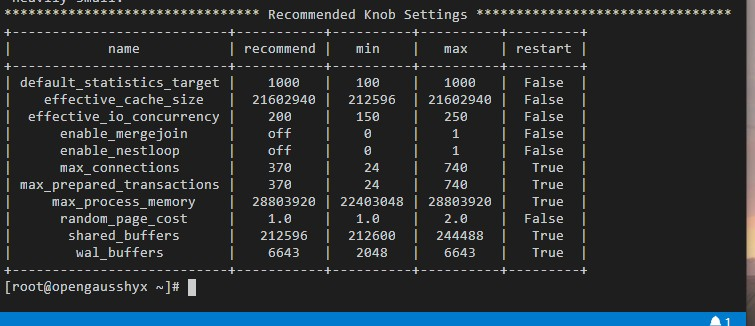 ******************************* Recommended Knob Settings *******************************
+---------------------------+-----------+----------+----------+---------+
| name | recommend | min | max | restart |
+---------------------------+-----------+----------+----------+---------+
| default_statistics_target | 1000 | 100 | 1000 | False |
| effective_cache_size | 21602940 | 212596 | 21602940 | False |
| effective_io_concurrency | 200 | 150 | 250 | False |
| enable_mergejoin | off | 0 | 1 | False |
| enable_nestloop | off | 0 | 1 | False |
| max_connections | 370 | 24 | 740 | True |
| max_prepared_transactions | 370 | 24 | 740 | True |
| max_process_memory | 28803920 | 22403048 | 28803920 | True |
| random_page_cost | 1.0 | 1.0 | 2.0 | False |
| shared_buffers | 212596 | 212600 | 244488 | True |
| wal_buffers | 6643 | 2048 | 6643 | True |
+---------------------------+-----------+----------+----------+---------+
[root@opengausshyx ~]#
1